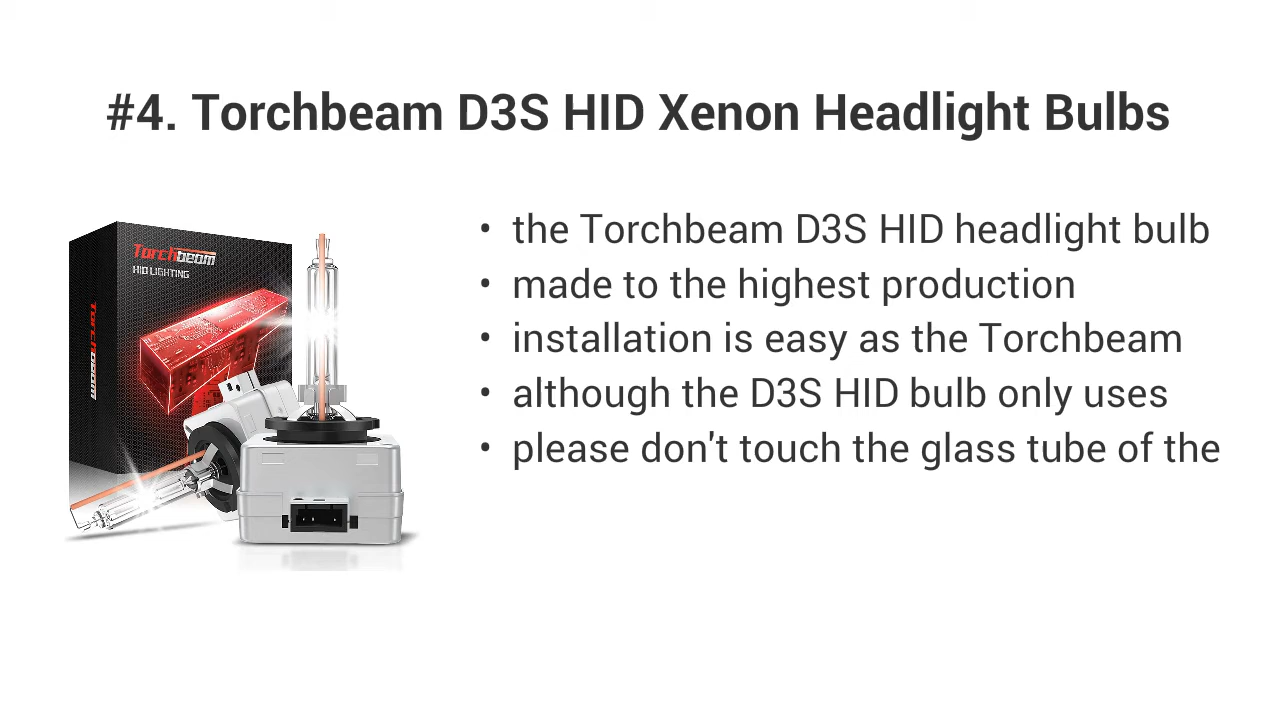 #4. Torchbeam D3S HID Xenon Headlight Bulbs
Torchbeam
HID LIGHTING
Torchbeam
• the Torchbeam D3S HID headlight bulb
• made to the highest production
• installation is easy as the Torchbeam
• although the D3S HID bulb only uses
• please don't touch the glass tube of the